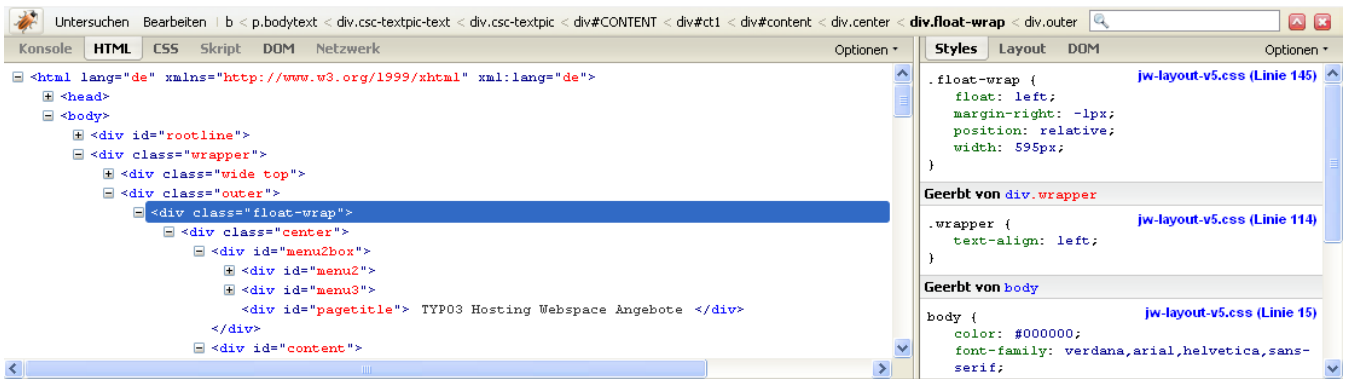 Untersuchen Bearbeiten b < p.bodytext < div.csc-textpic-text < div.csc-textpic < div#CONTENT < div#ct1 < div#content < div.center < div.float-wrap < div.outer
Konsole HTML CSS Skript DOM Netzwerk Optionen
<html lang="de" xmlns="http://www.w3.org/1999/xhtml" xml:lang="de">
<head>
<body>
<div id="rootline">
<div class="wrapper">
<div class="wide top">
<div class="outer">
<div class="float-wrap">
<div class="center">
<div id="menu2box">
<div id="menu2">
<div id="menu3">
<div id="pagetitle"> TYPO3 Hosting Webspace Angebote </div>
</div>
<div id="content">
Styles Layout DOM Optionen
.float-wrap { jw-layout-v5.css (Linie 145)
float: left;
margin-right: -1px;
position: relative;
width: 595px;
}
Geerbt von div.wrapper
.wrapper { jw-layout-v5.css (Linie 114)
text-align: left;
}
Geerbt von body
body { jw-layout-v5.css (Linie 15)
color: #000000;
font-family: verdana,arial,helvetica,sans-
serif;